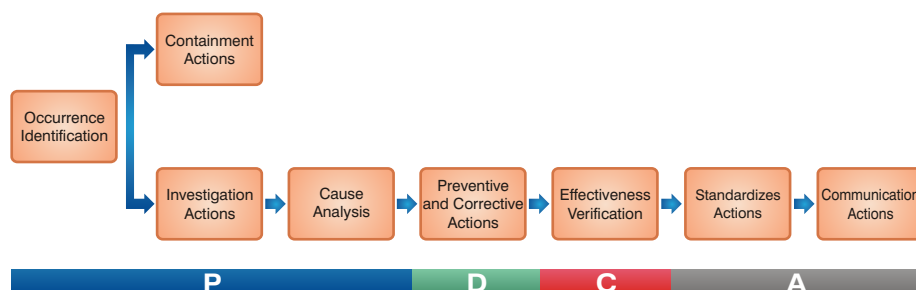 Containment
Actions
Occurrence
Identification
Investigation
Actions
Cause
Analysis
Preventive
and Corrective
Actions
Effectiveness
Verification
Standardizes
Actions
Communication
Actions
P
D
C
A